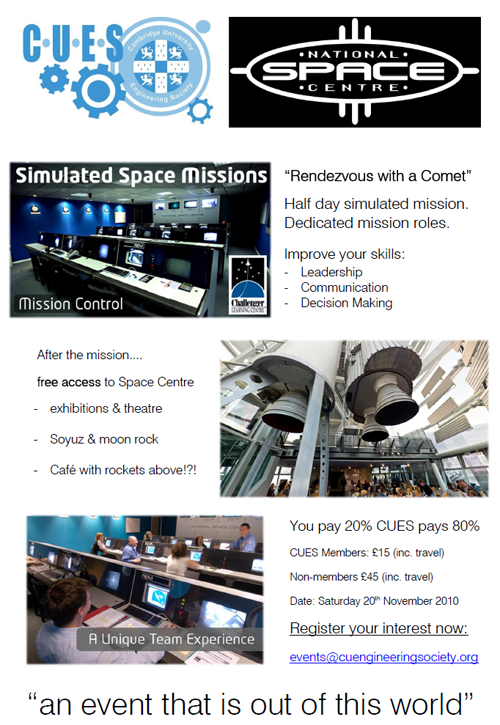 C·U·E·S
Cambridge University
Engineering Society
• NATIONAL •
SPACE
• CENTRE •
Simulated Space Missions
Mission Control
Challenger
LEARNING CENTRE
“Rendezvous with a Comet”
Half day simulated mission.
Dedicated mission roles.
Improve your skills:
- Leadership
- Communication
- Decision Making
After the mission....
free access to Space Centre
- exhibitions & theatre
- Soyuz & moon rock
- Café with rockets above!?!
A Unique Team Experience
You pay 20% CUES pays 80%
CUES Members: £15 (inc. travel)
Non-members £45 (inc. travel)
Date: Saturday 20th November 2010
Register your interest now:
events@cuengineeringsociety.org
“an event that is out of this world”